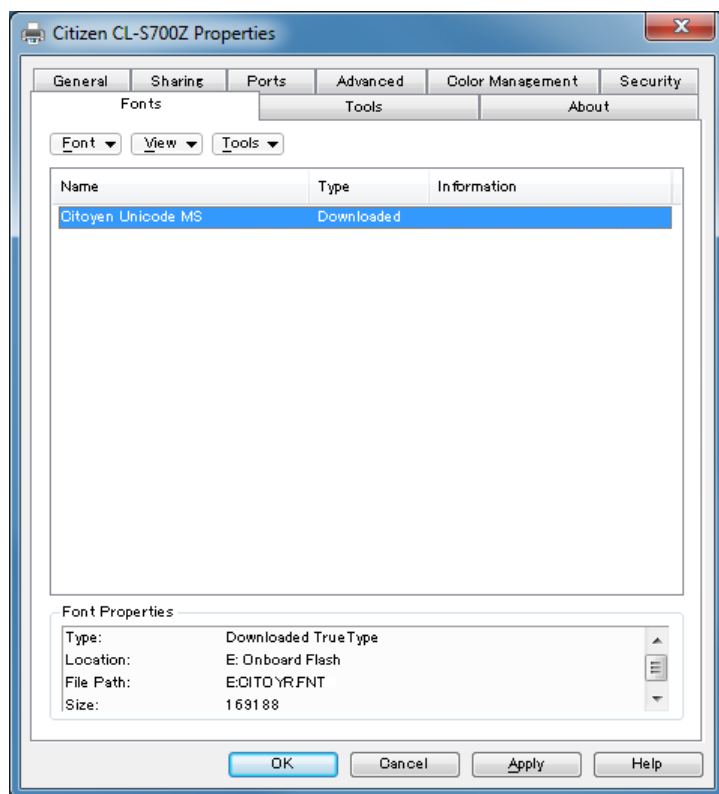 Citizen CL-S700Z Properties
General Sharing Ports Advanced Color Management Security
Fonts Tools About
Font View Tools
Name Type Information
Citoyen Unicode MS Downloaded
Font Properties
Type: Downloaded TrueType
Location: E: Onboard Flash
File Path: E:CITOYR.FNT
Size: 169188
OK Cancel Apply Help